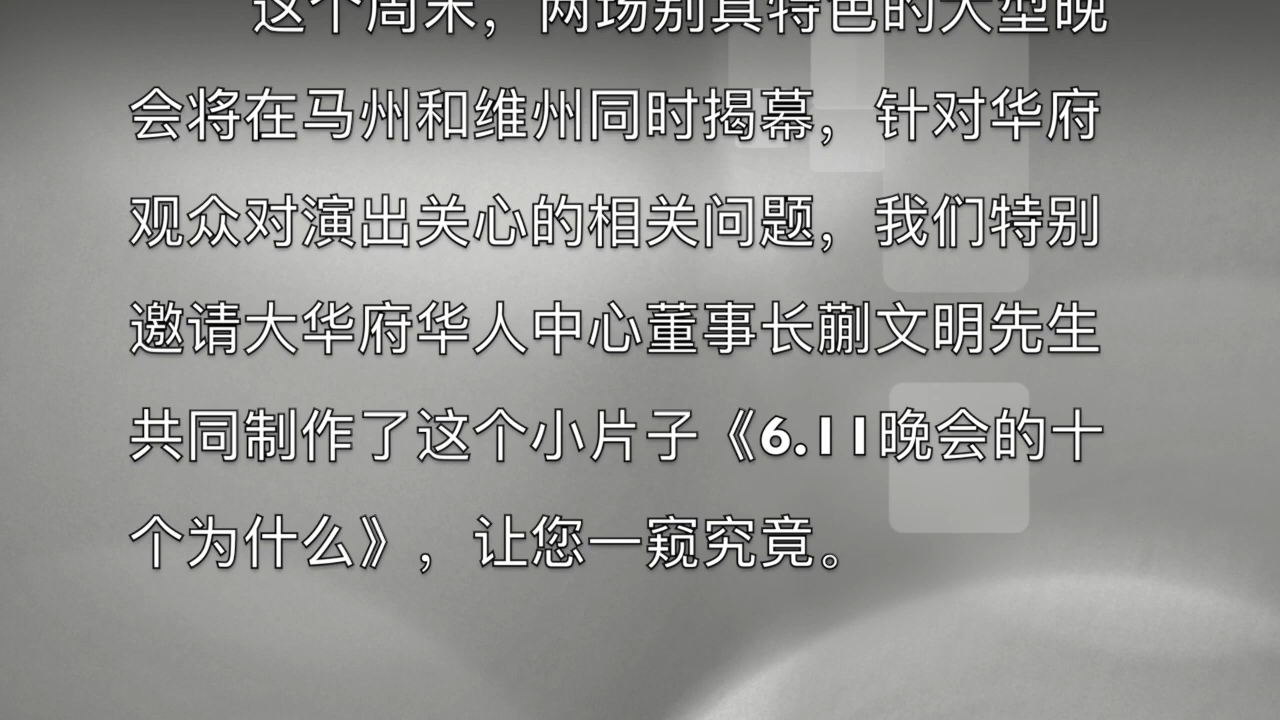 这个周末，两场别具特色的大型晚
会将在马州和维州同时揭幕，针对华府
观众对演出关心的相关问题，我们特别
邀请大华府华人中心董事长蒯文明先生
共同制作了这个小片子《6.11晚会的十
个为什么》，让您一窥究竟。